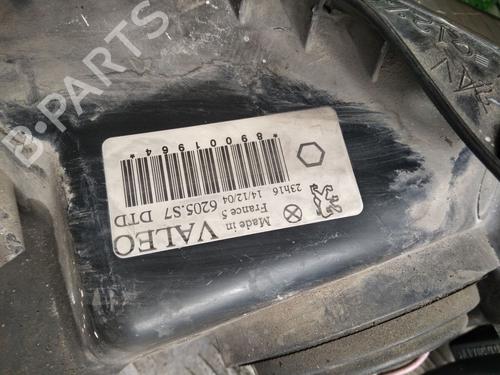 VALEO
Made in
France 5
6205.S7 DTD
14/12/04
23h16
*89001964*
B-PARTS